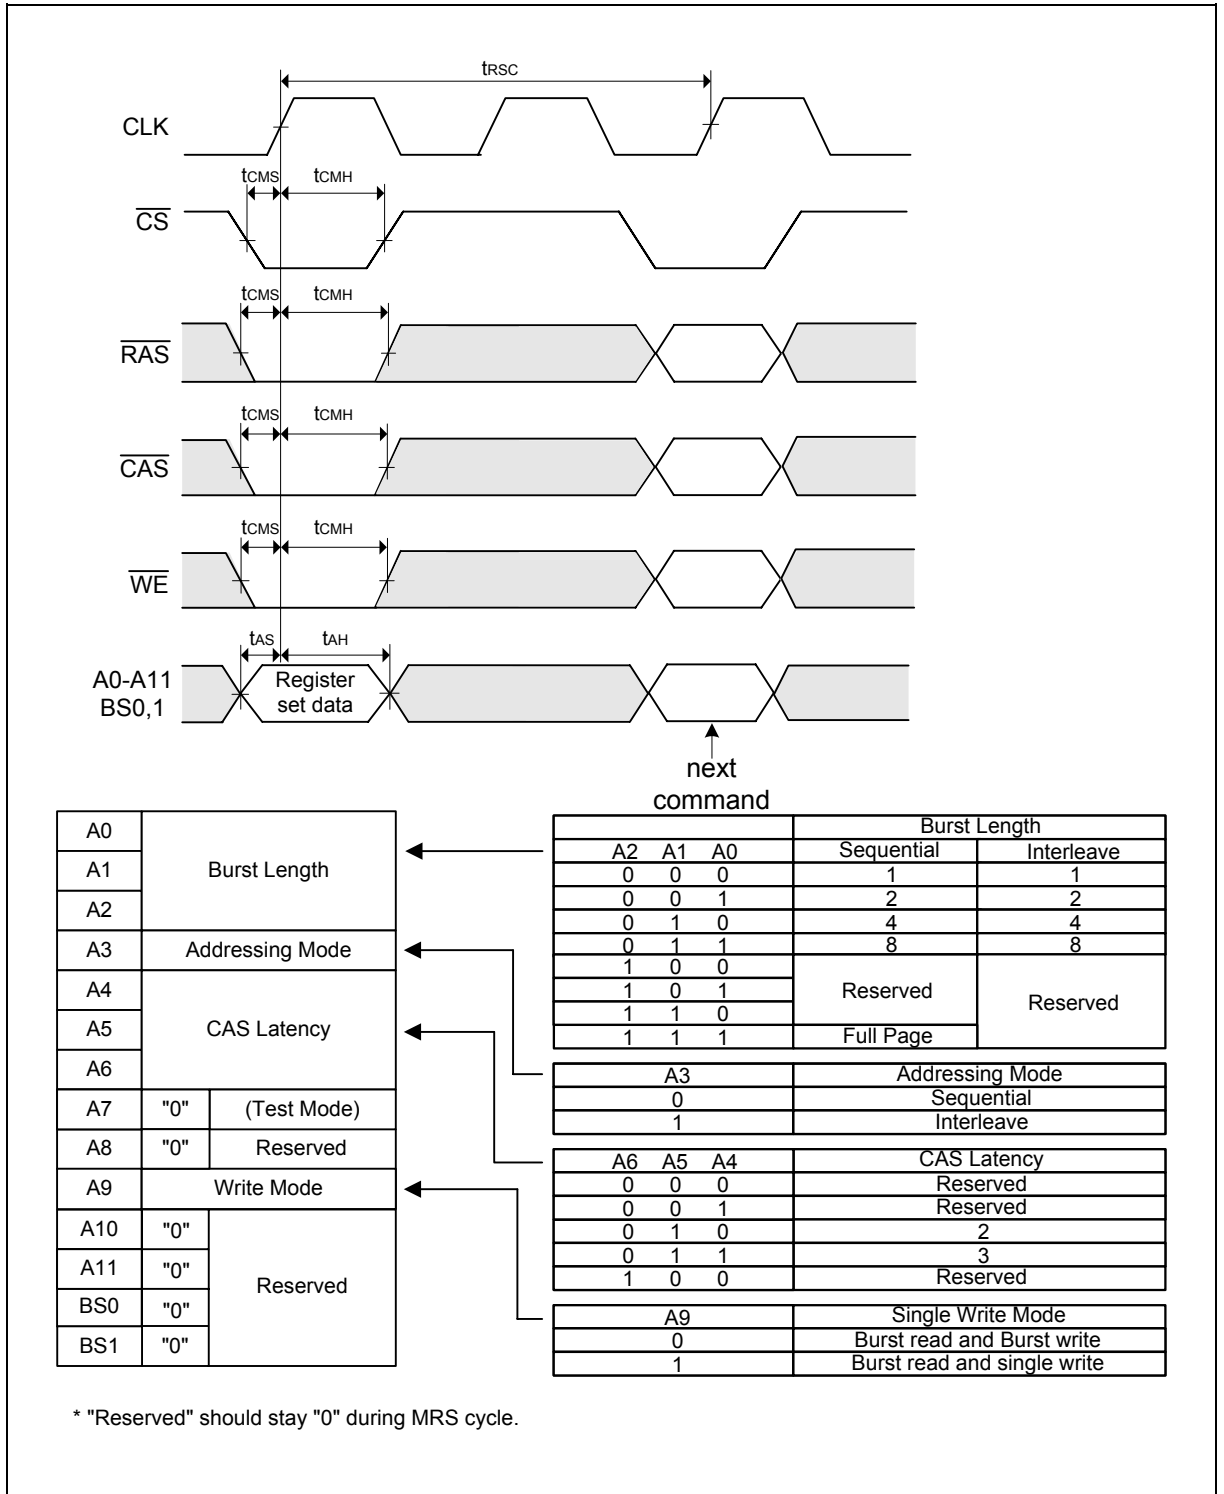 tRSC
CLK
tCMS tCMH
CS
tCMS tCMH
RAS
tCMS tCMH
CAS
tCMS tCMH
WE
tAS tAH
A0-A11
BS0,1
Register
set data
next
command
A0
A1
A2
Burst Length
A3 Addressing Mode
A4
A5
A6
CAS Latency
A7 "0" (Test Mode)
A8 "0" Reserved
A9 Write Mode
A10 "0"
A11 "0"
BS0 "0"
BS1 "0"
Reserved
Burst Length
A2 A1 A0 Sequential Interleave
0 0 0 1 1
0 0 1 2 2
0 1 0 4 4
0 1 1 8 8
1 0 0
1 0 1 Reserved Reserved
1 1 0
1 1 1 Full Page
A3 Addressing Mode
0 Sequential
1 Interleave
A6 A5 A4 CAS Latency
0 0 0 Reserved
0 0 1 Reserved
0 1 0 2
0 1 1 3
1 0 0 Reserved
A9 Single Write Mode
0 Burst read and Burst write
1 Burst read and single write
* "Reserved" should stay "0" during MRS cycle.